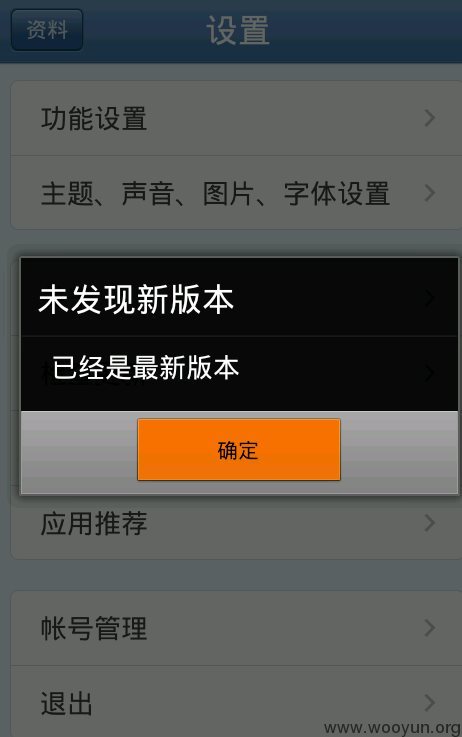 资料
设置
功能设置
主题、声音、图片、字体设置
未发现新版本
已经是最新版本
确定
应用推荐
帐号管理
退出
www.wooyun.org